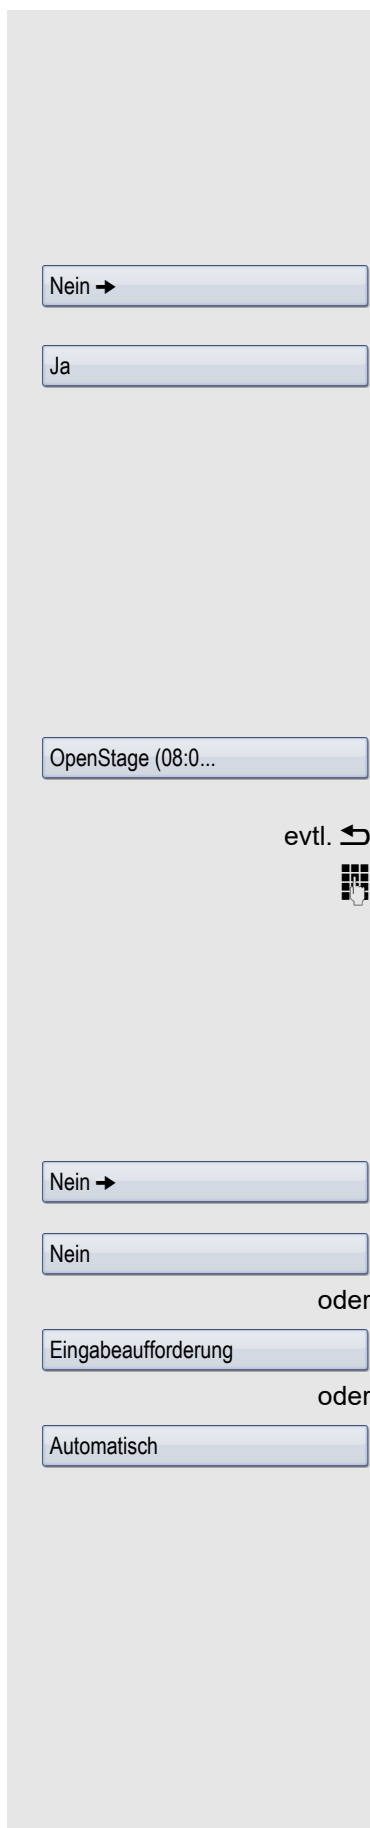 Nein →
Ja
OpenStage (08:0...
evtl.
Nein →
Nein
oder
Eingabeaufforderung
oder
Automatisch